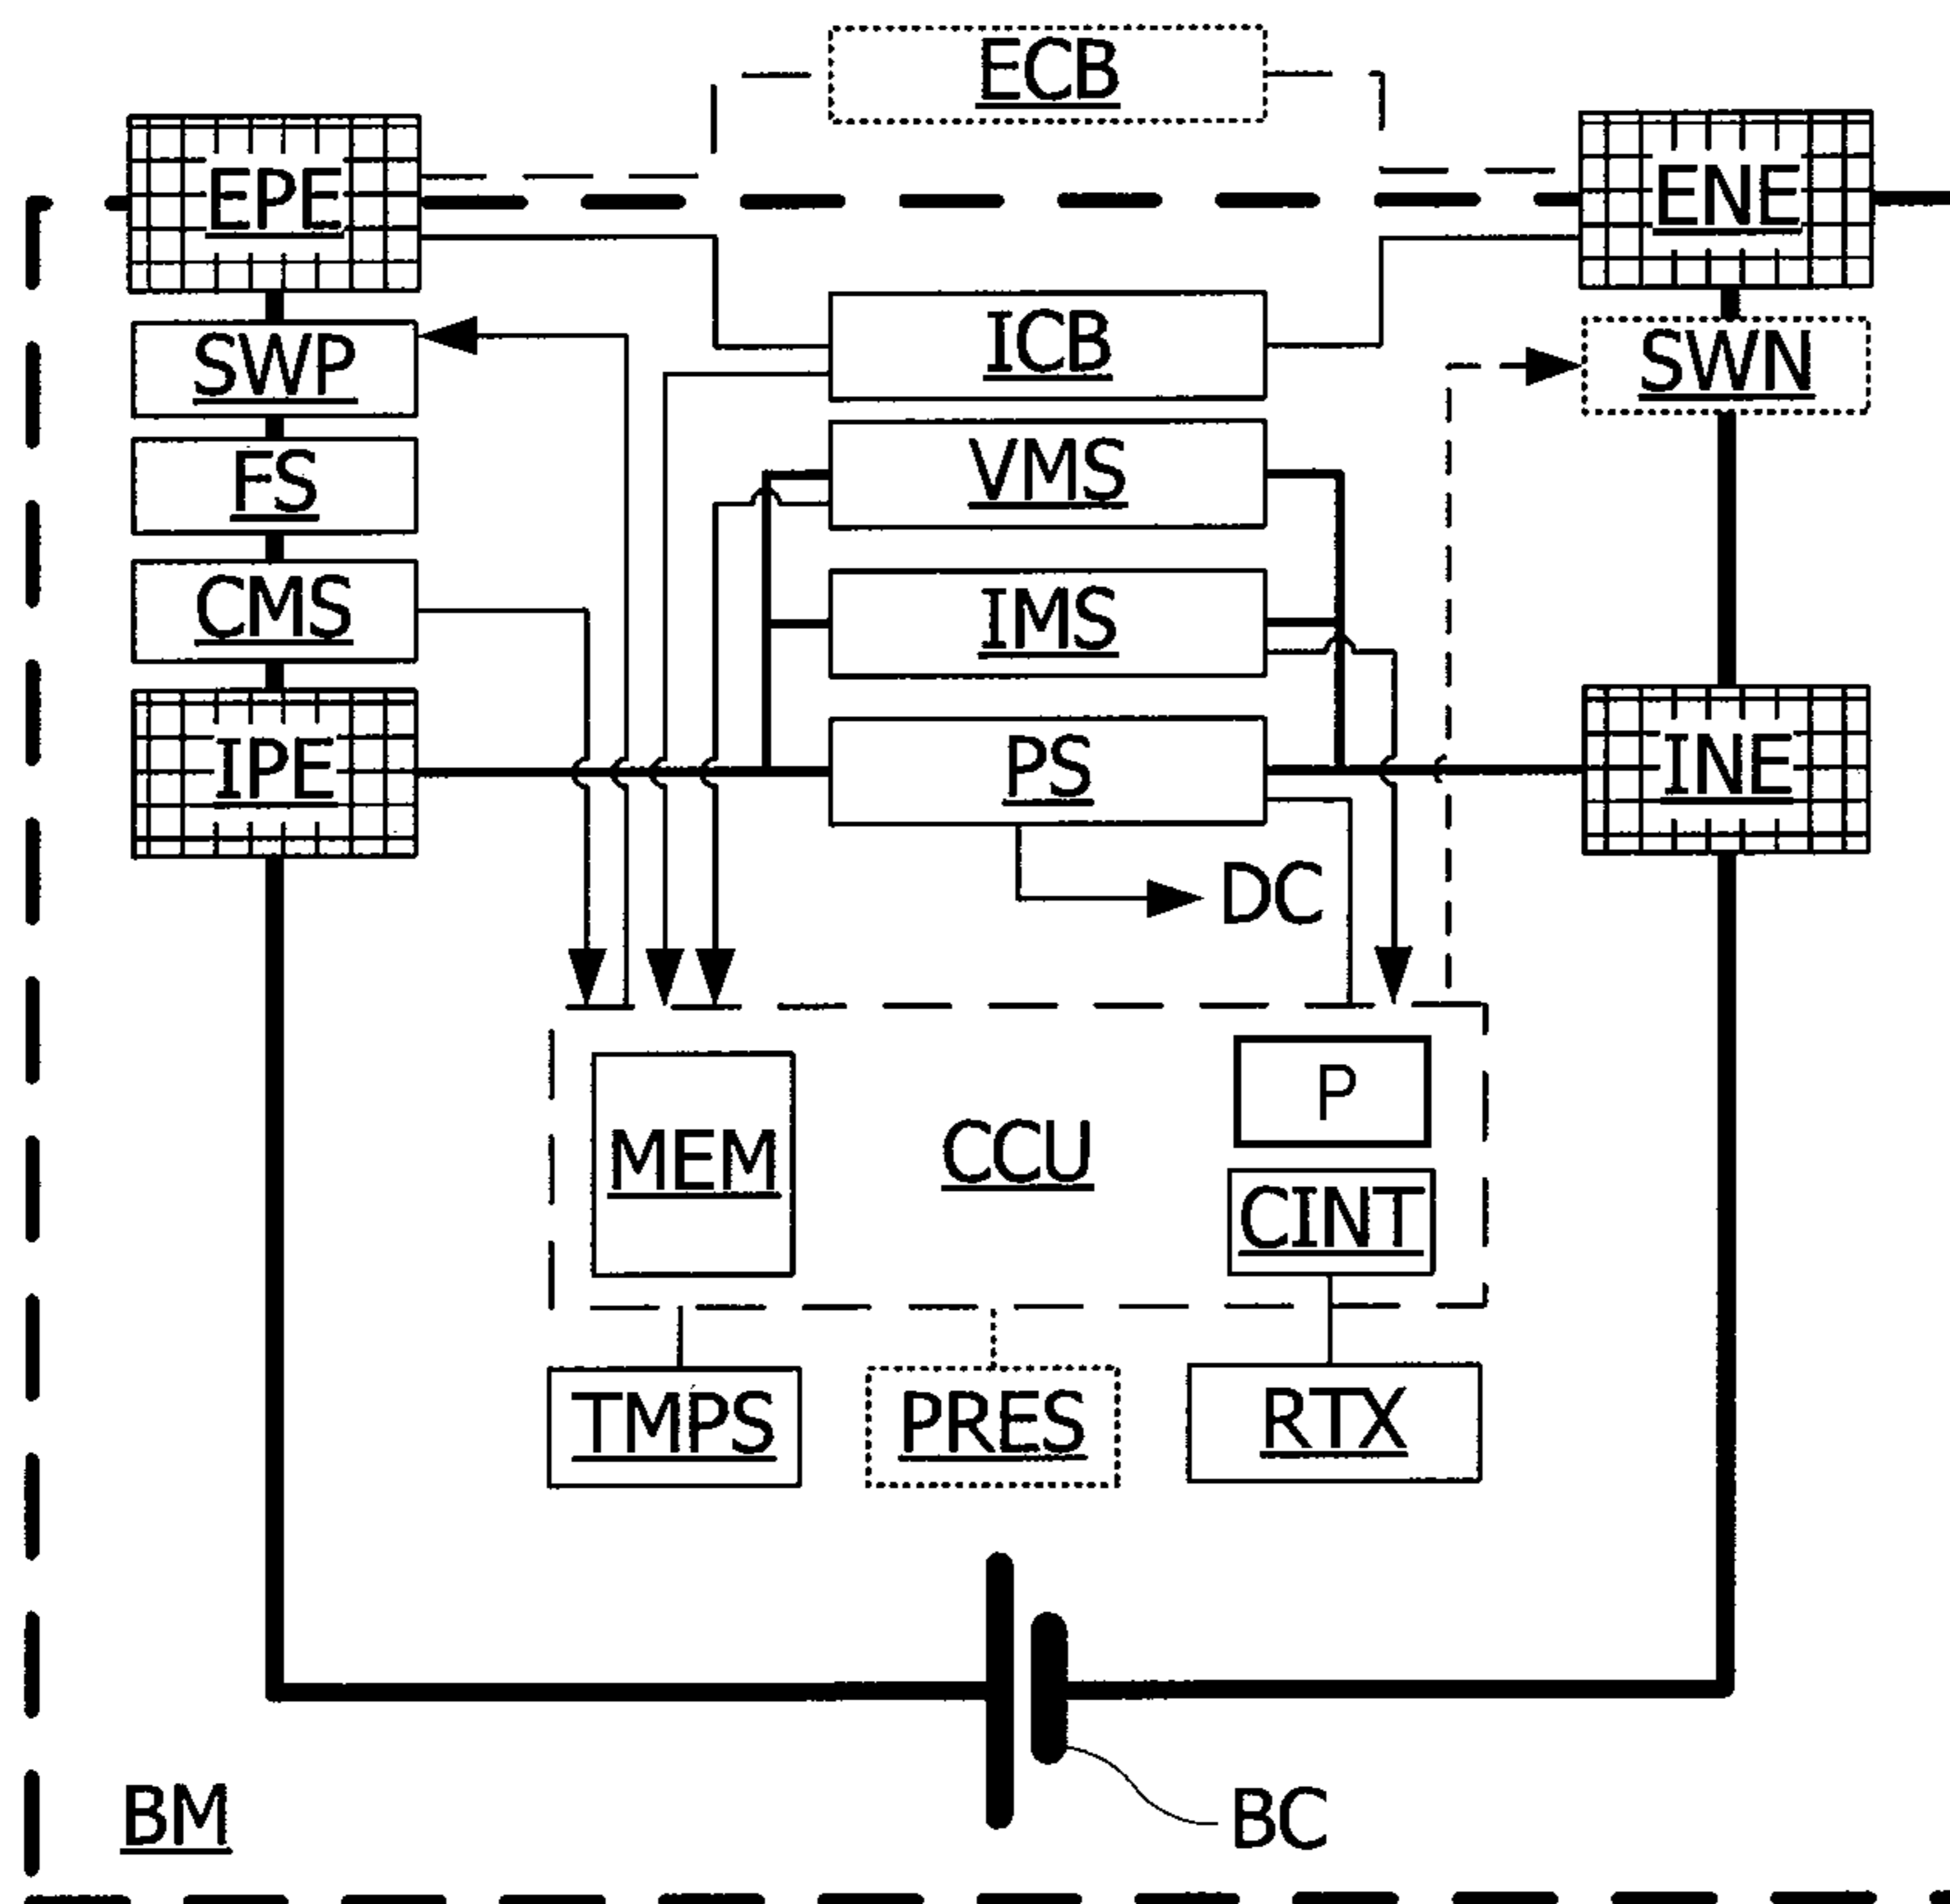 ECB
EPE
ENE
SWP
ICB
SWN
FS
VMS
CMS
IMS
IPE
PS
INE
DC
MEM
CCU
P
CINT
TMPS
PRES
RTX
BM
BC